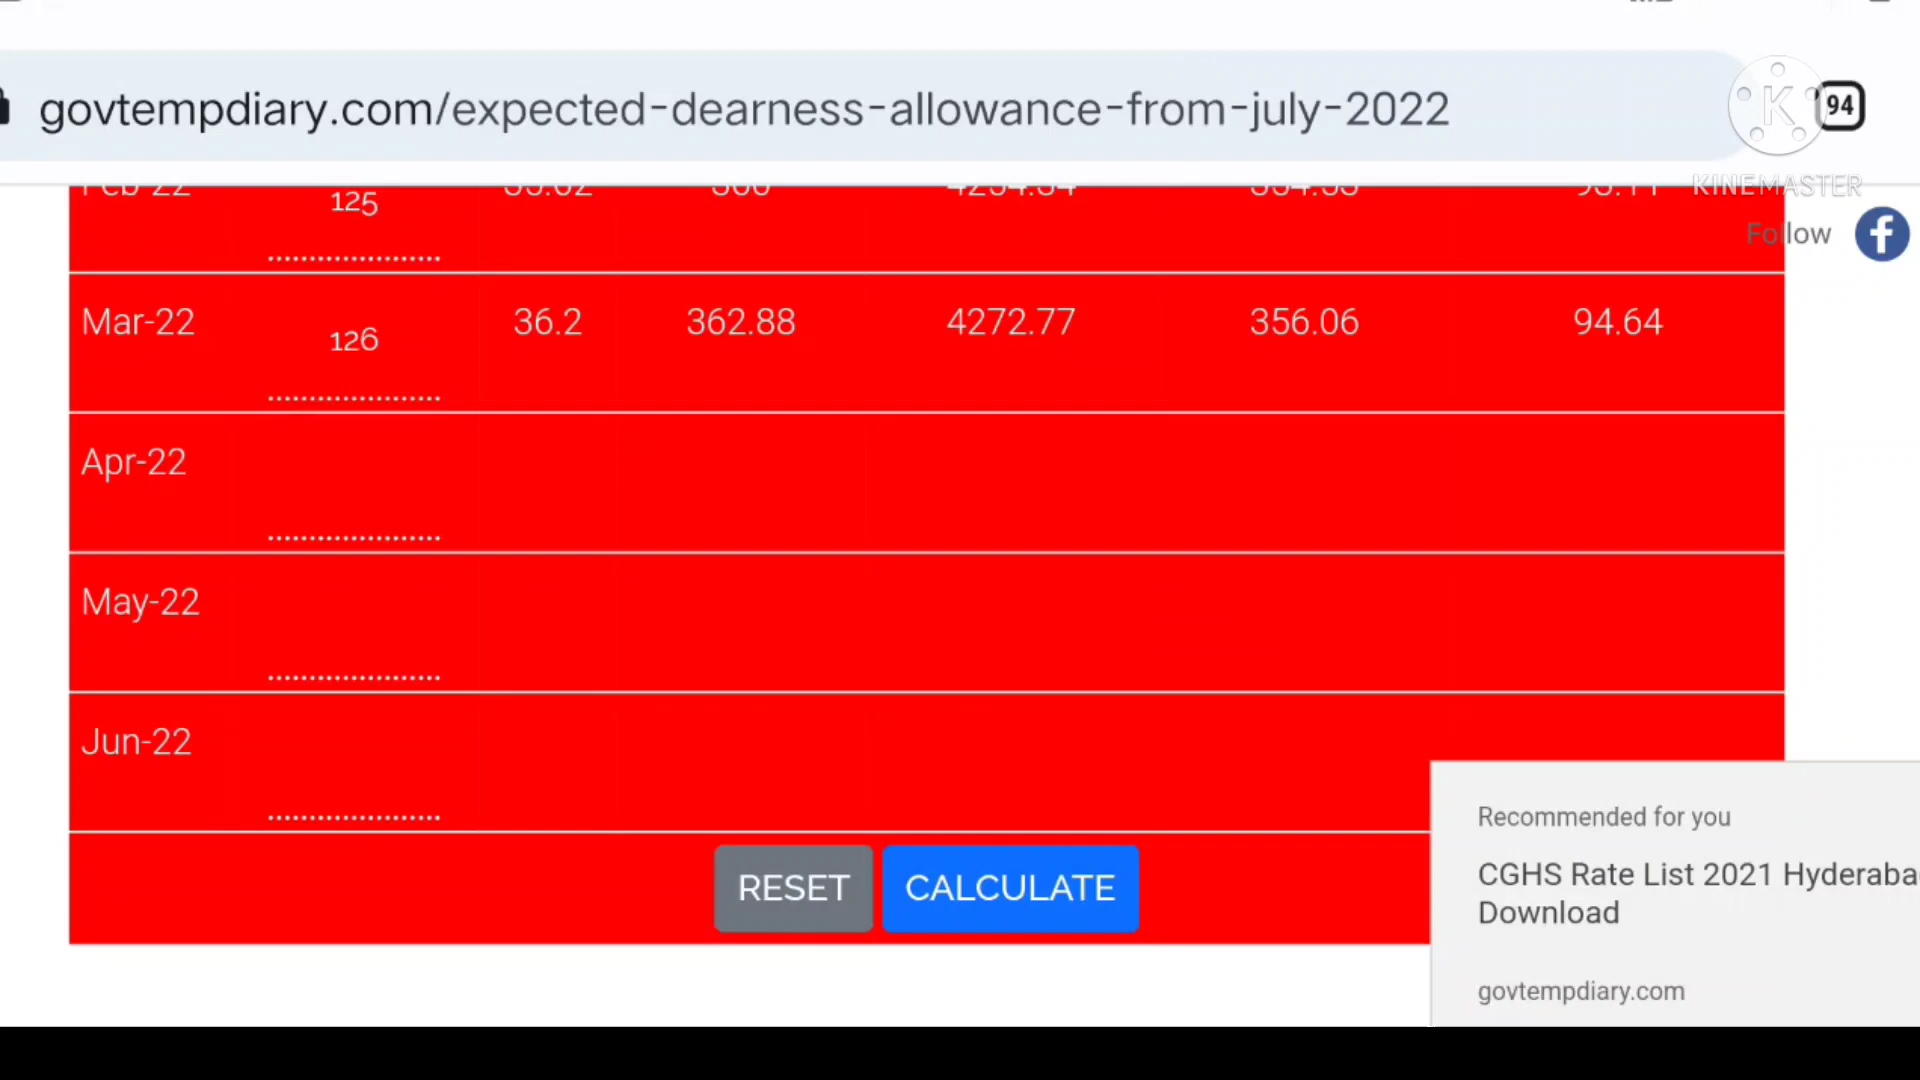 govtempdiary.com/expected-dearness-allowance-from-july-2022
94
KINEMASTER
Follow
Feb-22 125
Mar-22 126 36.2 362.88 4272.77 356.06 94.64
Apr-22
May-22
Jun-22
RESET CALCULATE
Recommended for you
CGHS Rate List 2021 Hyderaba
Download
govtempdiary.com